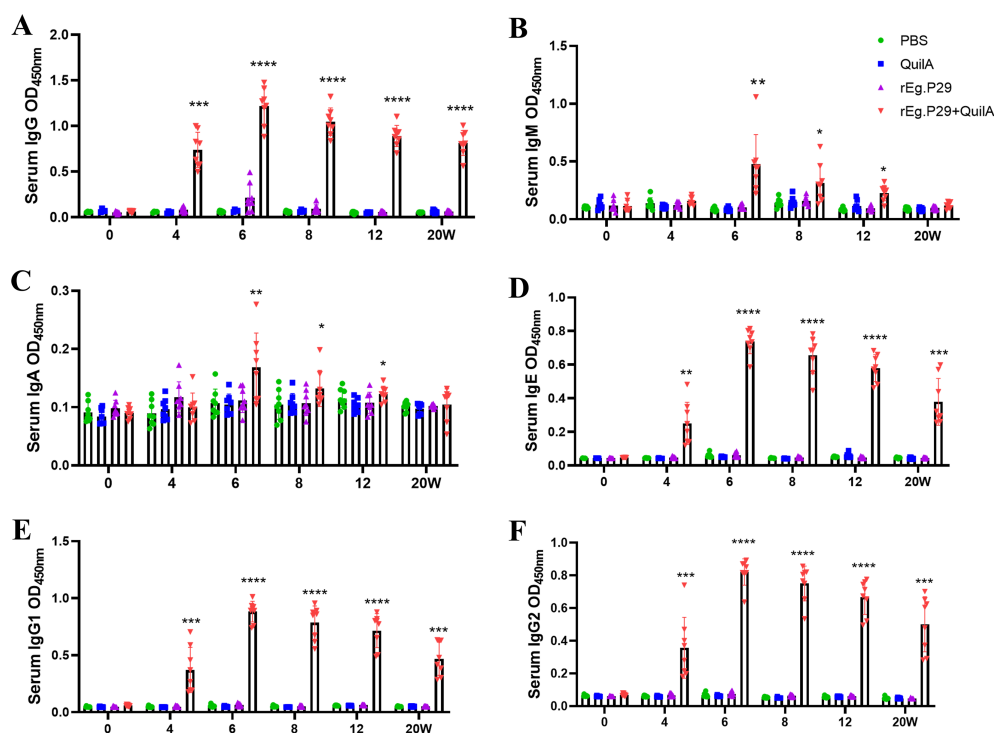 A
Serum IgG OD450nm
2.0
1.5
1.0
0.5
0.0
***
****
****
****
****
0 4 6 8 12 20W
B
Serum IgM OD450nm
1.5
1.0
0.5
0.0
**
*
*
0 4 6 8 12 20W
PBS
QuilA
rEg.P29
rEg.P29+QuilA
C
Serum IgA OD450nm
0.3
0.2
0.1
0.0
**
*
*
0 4 6 8 12 20W
D
Serum IgE OD450nm
1.0
0.8
0.6
0.4
0.2
0.0
**
****
****
****
***
0 4 6 8 12 20W
E
Serum IgG1 OD450nm
1.5
1.0
0.5
0.0
***
****
****
****
***
0 4 6 8 12 20W
F
Serum IgG2 OD450nm
1.0
0.8
0.6
0.4
0.2
0.0
***
****
****
****
***
0 4 6 8 12 20W